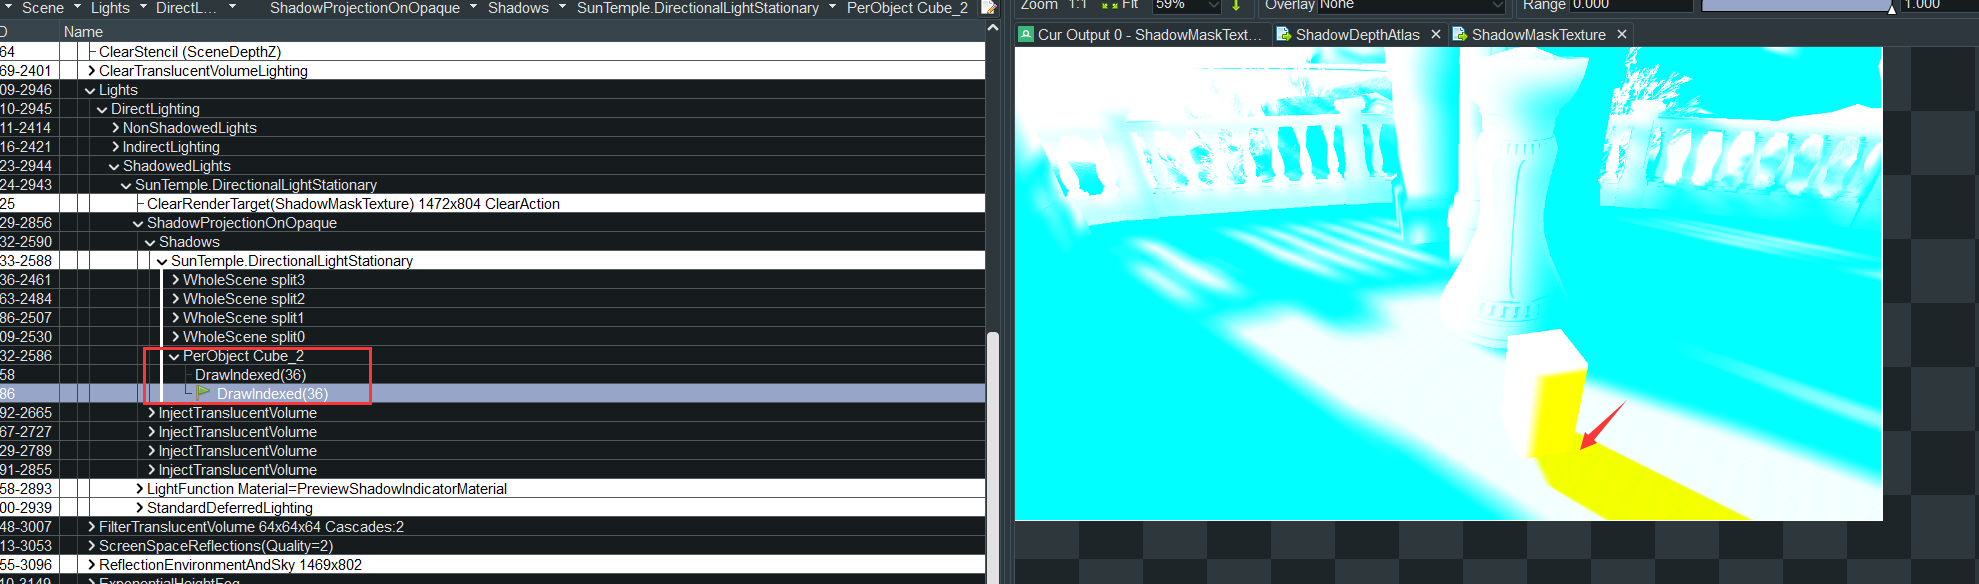 Scene Lights DirectL... ShadowProjectionOnOpaque Shadows SunTemple.DirectionalLightStationary PerObject Cube_2
Zoom 1:1 Fit 59% Overlay None Range 0.000 1.000
D Name
Cur Output 0 - ShadowMaskText... ShadowDepthAtlas ShadowMaskTexture
64 ClearStencil (SceneDepthZ)
69-2401 ClearTranslucentVolumeLighting
09-2946 Lights
10-2945 DirectLighting
11-2414 NonShadowedLights
16-2421 IndirectLighting
23-2944 ShadowedLights
24-2943 SunTemple.DirectionalLightStationary
25 ClearRenderTarget(ShadowMaskTexture) 1472x804 ClearAction
29-2856 ShadowProjectionOnOpaque
32-2590 Shadows
33-2588 SunTemple.DirectionalLightStationary
36-2461 WholeScene split3
63-2484 WholeScene split2
86-2507 WholeScene split1
09-2530 WholeScene split0
32-2586 PerObject Cube_2
58 DrawIndexed(36)
86 DrawIndexed(36)
92-2665 InjectTranslucentVolume
67-2727 InjectTranslucentVolume
29-2789 InjectTranslucentVolume
91-2855 InjectTranslucentVolume
58-2893 LightFunction Material=PreviewShadowIndicatorMaterial
00-2939 StandardDeferredLighting
48-3007 FilterTranslucentVolume 64x64x64 Cascades:2
13-3053 ScreenSpaceReflections(Quality=2)
55-3096 ReflectionEnvironmentAndSky 1469x802
10-3149 ExponentialHeightFog